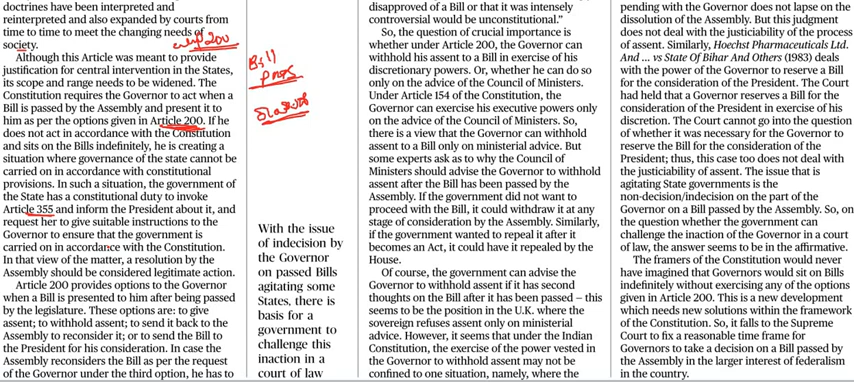 doctrines have been interpreted and
reinterpreted and also expanded by courts from
time to time to meet the changing needs of
society.
Although this Article was meant to provide
justification for central intervention in the States,
its scope and range needs to be widened. The
Constitution requires the Governor to act when a
Bill is passed by the Assembly and present it to
him as per the options given in Article 200. If he
does not act in accordance with the Constitution
and sits on the Bills indefinitely, he is creating a
situation where governance of the state cannot be
carried on in accordance with constitutional
provisions. In such a situation, the government of
the State has a constitutional duty to invoke
Article 355 and inform the President about it, and
request her to give suitable instructions to the
Governor to ensure that the government is
carried on in accordance with the Constitution.
In that view of the matter, a resolution by the
Assembly should be considered legitimate action.
Article 200 provides options to the Governor
when a Bill is presented to him after being passed
by the legislature. These options are: to give
assent; to withhold assent; to send it back to the
Assembly to reconsider it; or to send the Bill to
the President for his consideration. In case the
Assembly reconsiders the Bill as per the request
of the Governor under the third option, he has to
200
Bill
With the issue
of indecision by
the Governor
on passed Bills
agitating some
States, there is
basis for a
government to
challenge this
inaction in a
court of law
disapproved of a Bill or that it was intensely
controversial would be unconstitutional.”
So, the question of crucial importance is
whether under Article 200, the Governor can
withhold his assent to a Bill in exercise of his
discretionary powers. Or, whether he can do so
only on the advice of the Council of Ministers.
Under Article 154 of the Constitution, the
Governor can exercise his executive powers only
on the advice of the Council of Ministers. So,
there is a view that the Governor can withhold
assent to a Bill only on ministerial advice. But
some experts ask as to why the Council of
Ministers should advise the Governor to withhold
assent after the Bill has been passed by the
Assembly. If the government did not want to
proceed with the Bill, it could withdraw it at any
stage of consideration by the Assembly. Similarly,
if the government wanted to repeal it after it
becomes an Act, it could have it repealed by the
House.
Of course, the government can advise the
Governor to withhold assent if it has second
thoughts on the Bill after it has been passed – this
seems to be the position in the U.K. where the
sovereign refuses assent only on ministerial
advice. However, it seems that under the Indian
Constitution, the exercise of the power vested in
the Governor to withhold assent may not be
confined to one situation, namely, where the
pending with the Governor does not lapse on the
dissolution of the Assembly. But this judgment
does not deal with the justiciability of the process
of assent. Similarly, Hoechst Pharmaceuticals Ltd.
And ... vs State Of Bihar And Others (1983) deals
with the power of the Governor to reserve a Bill
for the consideration of the President. The Court
had held that a Governor reserves a Bill for the
consideration of the President in exercise of his
discretion. The Court cannot go into the question
of whether it was necessary for the Governor to
reserve the Bill for the consideration of the
President; thus, this case too does not deal with
the justiciability of assent. The issue that is
agitating State governments is the
non-decision/indecision on the part of the
Governor on a Bill passed by the Assembly. So, on
the question whether the government can
challenge the inaction of the Governor in a court
of law, the answer seems to be in the affirmative.
The framers of the Constitution would never
have imagined that Governors would sit on Bills
indefinitely without exercising any of the options
given in Article 200. This is a new development
which needs new solutions within the framework
of the Constitution. So, it falls to the Supreme
Court to fix a reasonable time frame for
Governors to take a decision on a Bill passed by
the Assembly in the larger interest of federalism
in the country.